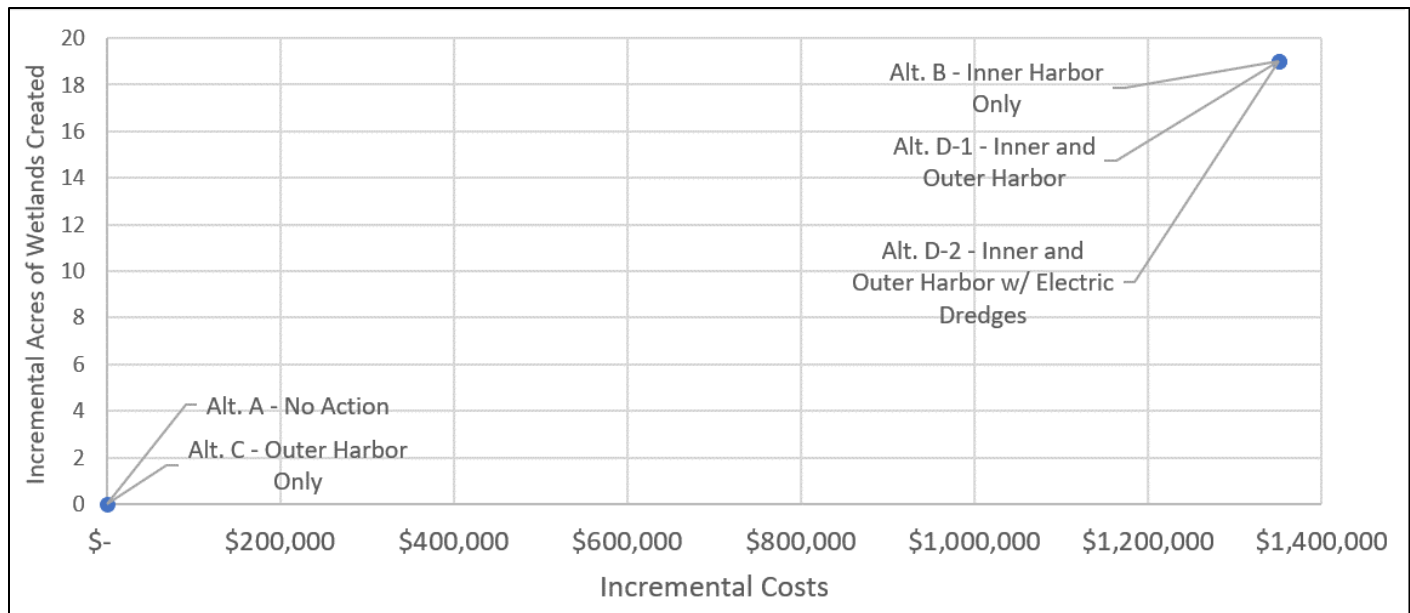 Incremental Acres of Wetlands Created
20
18
16
14
12
10
8
6
4
2
0
Alt. B - Inner Harbor
Only
Alt. D-1 - Inner and
Outer Harbor
Alt. D-2 - Inner and
Outer Harbor w/ Electric
Dredges
Alt. A - No Action
Alt. C - Outer Harbor
Only
$- $200,000 $400,000 $600,000 $800,000 $1,000,000 $1,200,000 $1,400,000
Incremental Costs